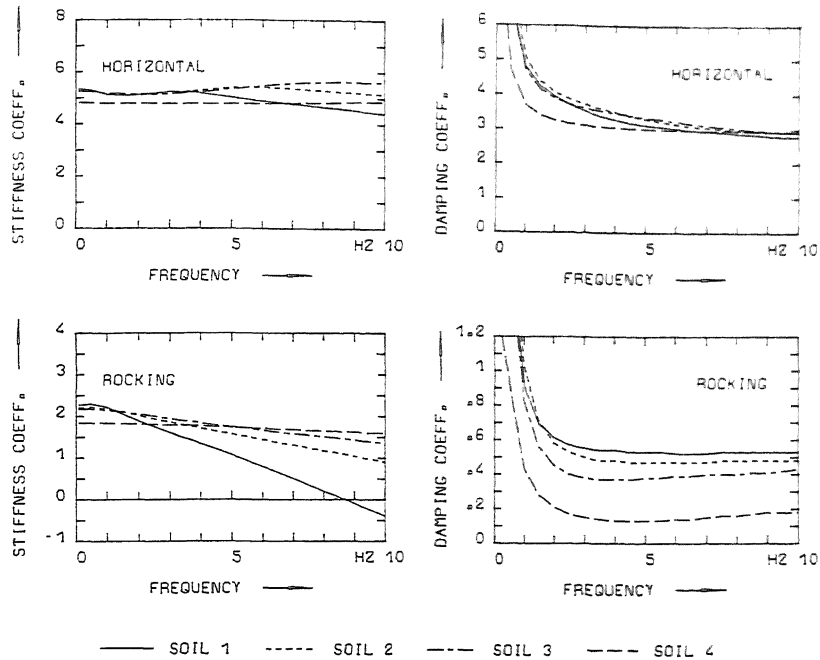 STIFFNESS COEFF.
8
6
4
2
0
HORIZONTAL
0 5 HZ 10
FREQUENCY
DAMPING COEFF.
6
5
4
3
2
1
0
HORIZONTAL
0 5 HZ 10
FREQUENCY
STIFFNESS COEFF.
4
3
2
1
0
-1
ROCKING
0 5 HZ 10
FREQUENCY
DAMPING COEFF.
1.2
1
.8
.6
.4
.2
0
ROCKING
0 5 HZ 10
FREQUENCY
SOIL 1 SOIL 2 SOIL 3 SOIL 4